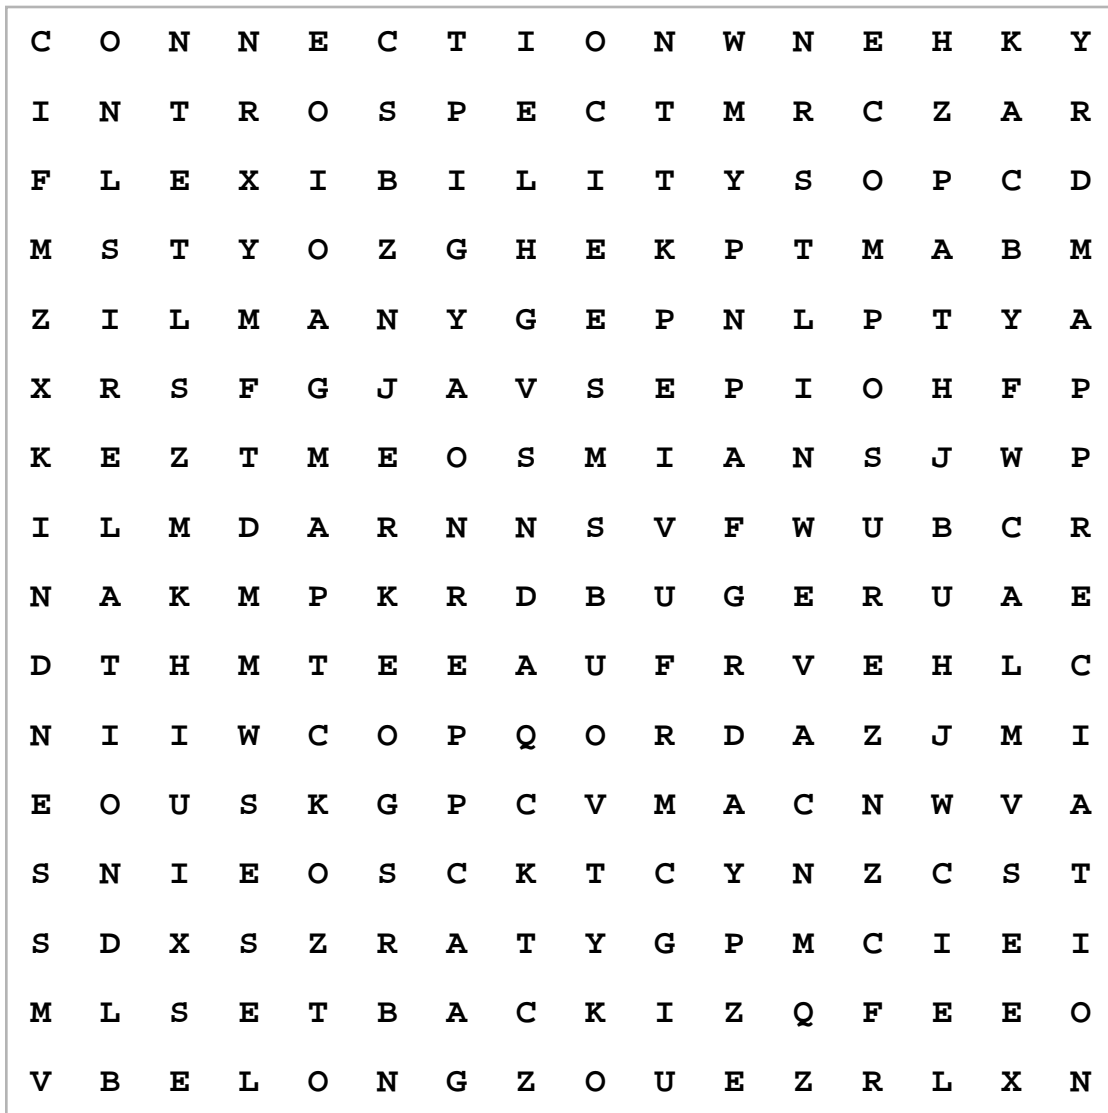 C O N N E C T I O N W N E H K Y
I N T R O S P E C T M R C Z A R
F L E X I B I L I T Y S O P C D
M S T Y O Z G H E K P T M A B M
Z I L M A N Y G E P N L P T Y A
X R S F G J A V S E P I O H F P
K E Z T M E O S M I A N S J W P
I L M D A R N N S V F W U B C R
N A K M P K R D B U G E R U A E
D T H M T E E A U F R V E H L C
N I I W C O P Q O R D A Z J M I
E O U S K G P C V M A C N W V A
S N I E O S C K T C Y N Z C S T
S D X S Z R A T Y G P M C I E I
M L S E T B A C K I Z Q F E E O
V B E L O N G Z O U E Z R L X N